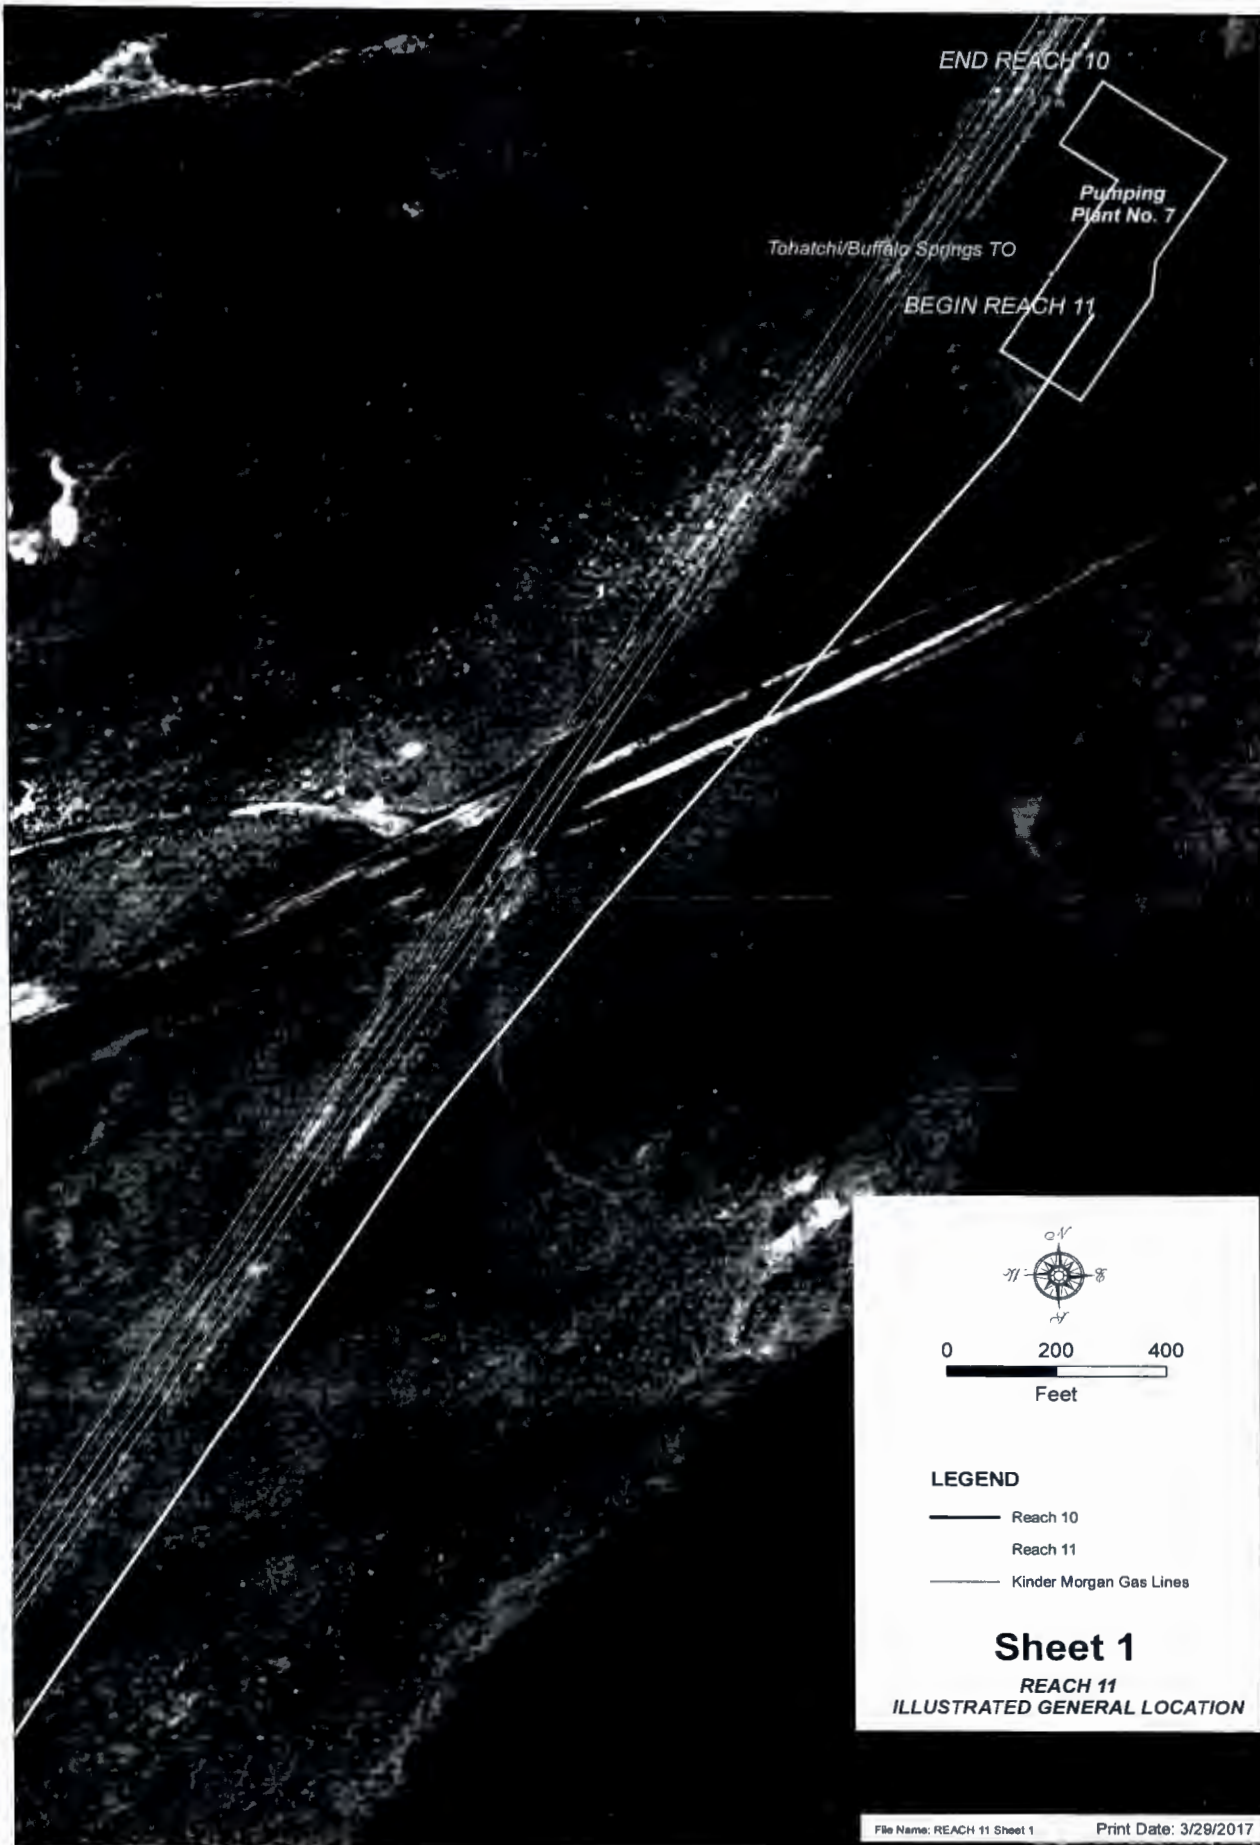 END REACH 10
Pumping
Plant No. 7
Tohatchi/Buffalo Springs TO
BEGIN REACH 11
N
E
0 200 400
Feet
LEGEND
Reach 10
Reach 11
Kinder Morgan Gas Lines
Sheet 1
REACH 11
ILLUSTRATED GENERAL LOCATION
File Name: REACH 11 Sheet 1
Print Date: 3/29/2017